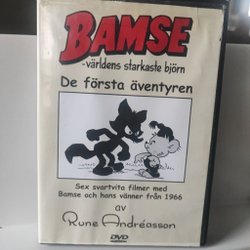 BAMSE
-världens starkaste björn
De första äventyren
Sex svartvita filmer med
Bamse och hans vänner från 1966
av
Rune Andréasson
DVD